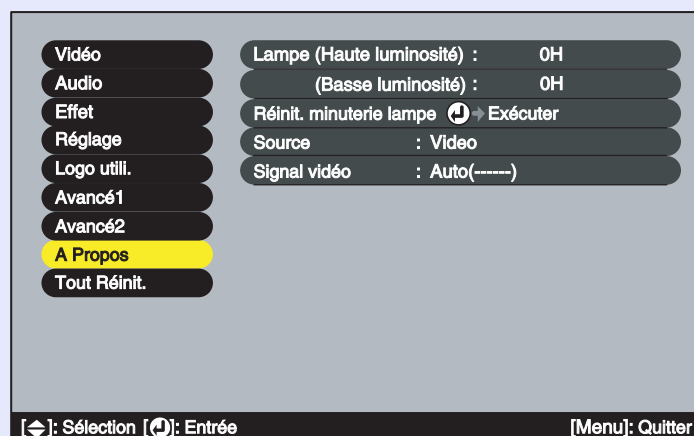 Vidéo
Audio
Effet
Réglage
Logo utili.
Avancé1
Avancé2
A Propos
Tout Réinit.
Lampe (Haute luminosité) : 0H
(Basse luminosité) : 0H
Réinit. minuterie lampe Exécuter
Source : Video
Signal vidéo : Auto(------)
[ ]: Sélection [ ]: Entrée [Menu]: Quitter